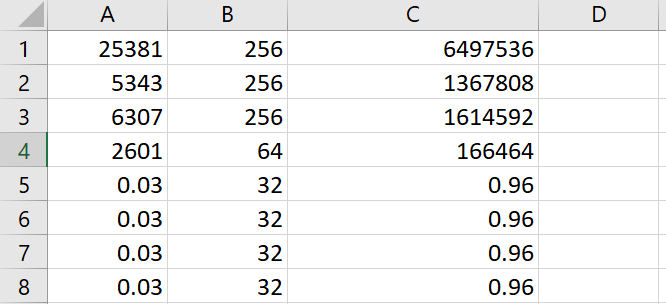 A B C D
1 25381 256 6497536
2 5343 256 1367808
3 6307 256 1614592
4 2601 64 166464
5 0.03 32 0.96
6 0.03 32 0.96
7 0.03 32 0.96
8 0.03 32 0.96